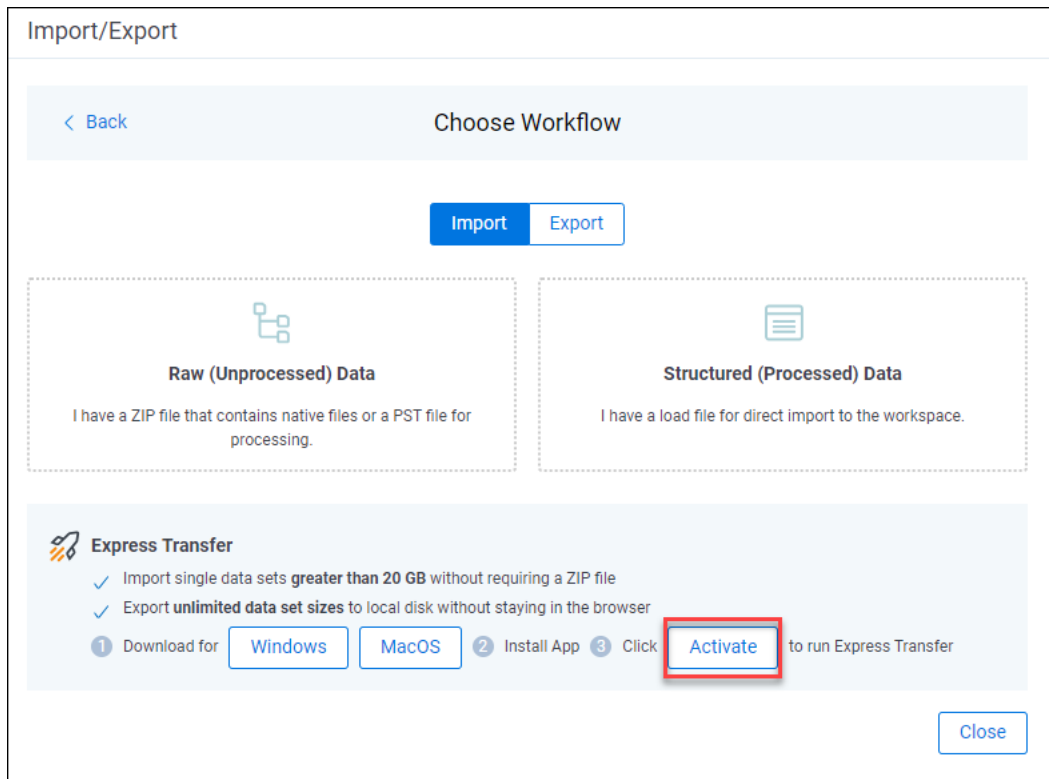 Import/Export
Back
Choose Workflow
Import
Export
Raw (Unprocessed) Data
I have a ZIP file that contains native files or a PST file for
processing.
Structured (Processed) Data
I have a load file for direct import to the workspace.
Express Transfer
Import single data sets greater than 20 GB without requiring a ZIP file
Export unlimited data set sizes to local disk without staying in the browser
1 Download for Windows MacOS 2 Install App 3 Click Activate to run Express Transfer
Close